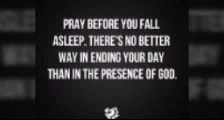 PRAY BEFORE YOU FALL
ASLEEP. THERE'S NO BETTER
WAY IN ENDING YOUR DAY
THAN IN THE PRESENCE OF GOD.